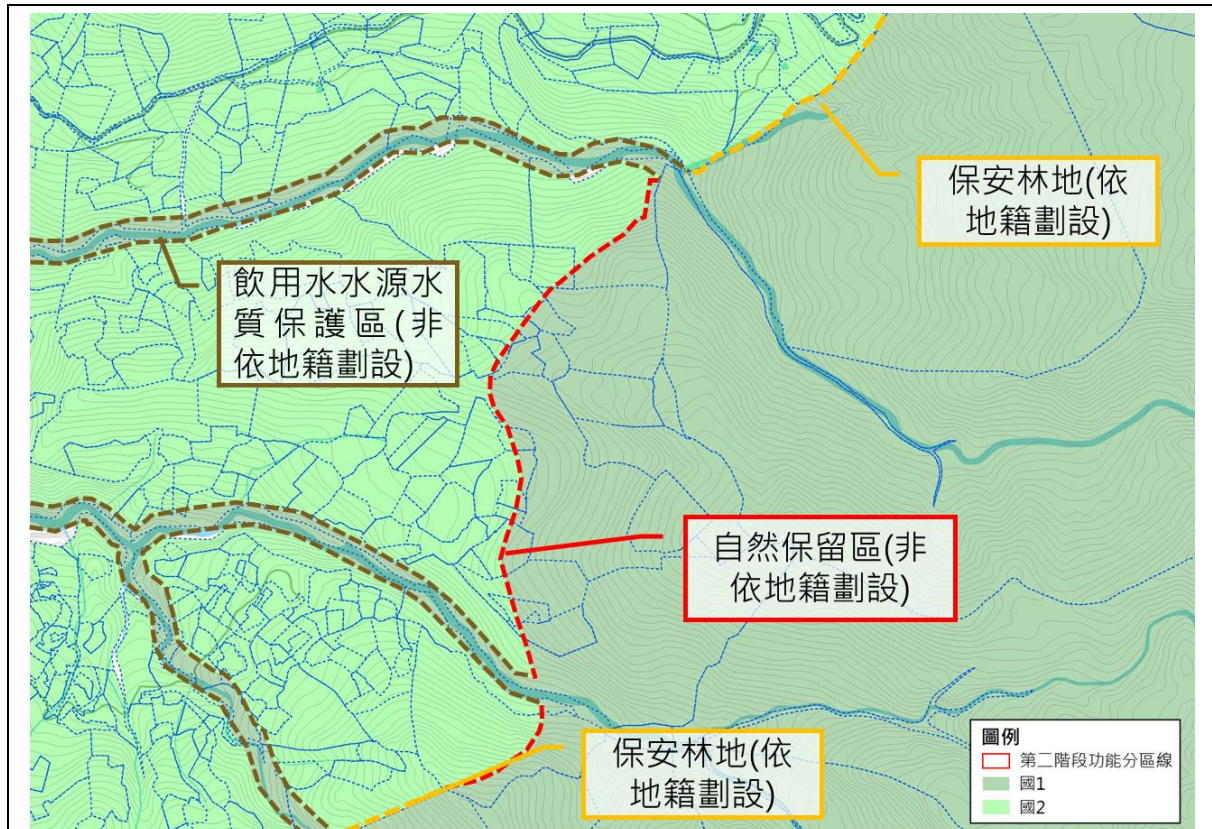 保安林地(依
地籍劃設)
飲用水水源水
質保護區(非
依地籍劃設)
自然保留區(非
依地籍劃設)
保安林地(依
地籍劃設)
圖例
第二階段功能分區線
國1
國2